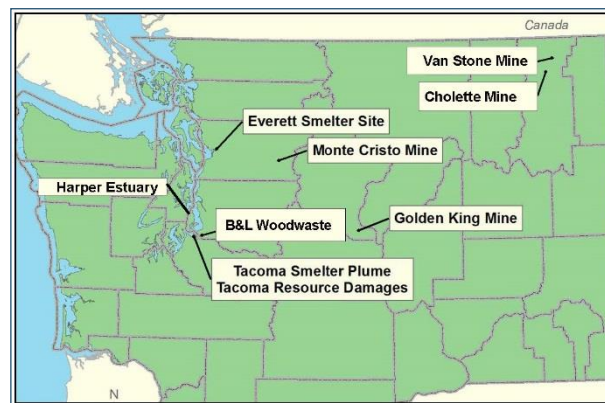 Canada
Van Stone Mine
Cholette Mine
Everett Smelter Site
Monte Cristo Mine
Harper Estuary
B&L Woodwaste
Golden King Mine
Tacoma Smelter Plume
Tacoma Resource Damages
N